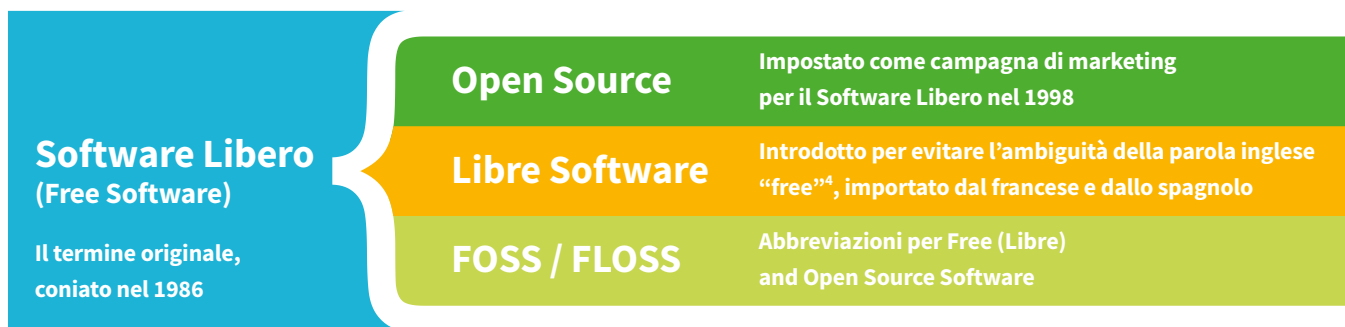 Software Libero
(Free Software)
Il termine originale,
coniato nel 1986
Open Source
Impostato come campagna di marketing
per il Software Libero nel 1998
Libre Software
Introdotto per evitare l’ambiguità della parola inglese
“free”⁴, importato dal francese e dallo spagnolo
FOSS / FLOSS
Abbreviazioni per Free (Libre)
and Open Source Software